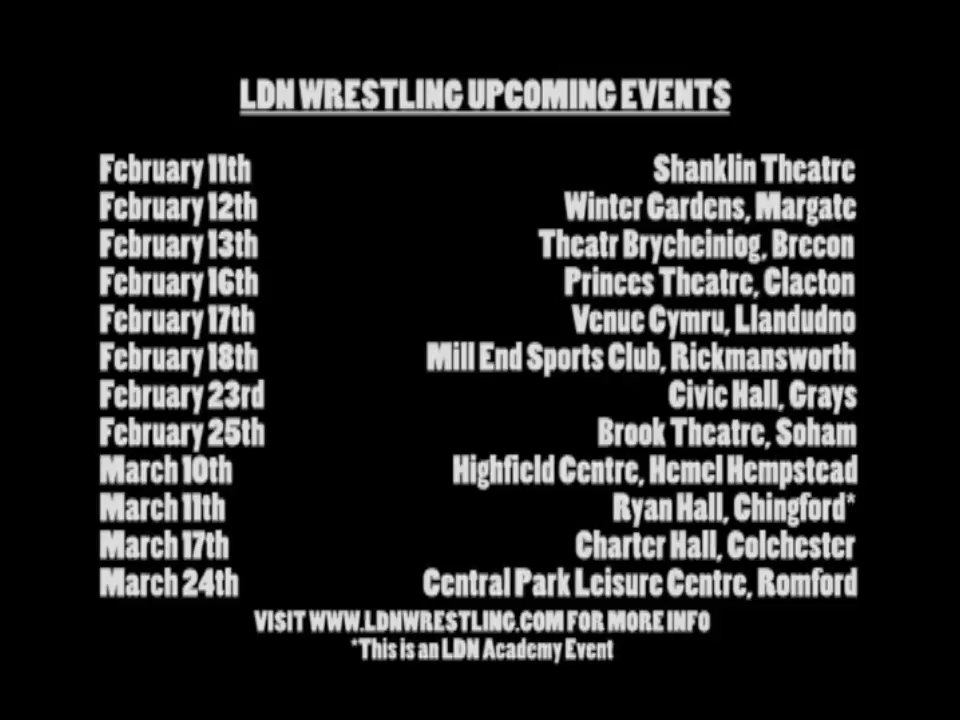 LDN WRESTLING UPCOMING EVENTS
February 11th Shanklin Theatre
February 12th Winter Gardens, Margate
February 13th Theatr Brycheiniog, Brecon
February 16th Princes Theatre, Clacton
February 17th Venue Cymru, Llandudno
February 18th Mill End Sports Club, Rickmansworth
February 23rd Civic Hall, Grays
February 25th Brook Theatre, Soham
March 10th Highfield Centre, Hemel Hempstead
March 11th Ryan Hall, Chingford*
March 17th Charter Hall, Colchester
March 24th Central Park Leisure Centre, Romford
VISIT WWW.LDNWRESTLING.COM FOR MORE INFO
*This is an LDN Academy Event